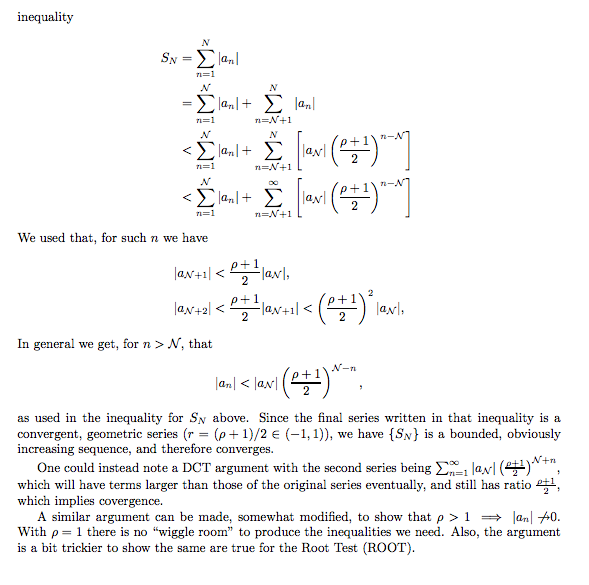 inequality
$S_N = \sum_{n=1}^{N} |a_n|$
$= \sum_{n=1}^{\mathcal{N}} |a_n| + \sum_{n=\mathcal{N}+1}^{N} |a_n|$
$< \sum_{n=1}^{\mathcal{N}} |a_n| + \sum_{n=\mathcal{N}+1}^{N} \left[ |a_{\mathcal{N}}| \left( \frac{\rho+1}{2} \right)^{n-\mathcal{N}} \right]$
$< \sum_{n=1}^{\mathcal{N}} |a_n| + \sum_{n=\mathcal{N}+1}^{\infty} \left[ |a_{\mathcal{N}}| \left( \frac{\rho+1}{2} \right)^{n-\mathcal{N}} \right]$
We used that, for such $n$ we have
$|a_{\mathcal{N}+1}| < \frac{\rho+1}{2} |a_{\mathcal{N}}|,$
$|a_{\mathcal{N}+2}| < \frac{\rho+1}{2} |a_{\mathcal{N}+1}| < \left( \frac{\rho+1}{2} \right)^2 |a_{\mathcal{N}}|,$
In general we get, for $n > \mathcal{N}$, that
$|a_n| < |a_{\mathcal{N}}| \left( \frac{\rho+1}{2} \right)^{\mathcal{N}-n},$
as used in the inequality for $S_N$ above. Since the final series written in that inequality is a
convergent, geometric series ($r = (\rho+1)/2 \in (-1,1)$), we have $\{S_N\}$ is a bounded, obviously
increasing sequence, and therefore converges.
One could instead note a DCT argument with the second series being $\sum_{n=1}^{\infty} |a_{\mathcal{N}}| \left( \frac{\rho+1}{2} \right)^{\mathcal{N}+n}$,
which will have terms larger than those of the original series eventually, and still has ratio $\frac{\rho+1}{2}$,
which implies covergence.
A similar argument can be made, somewhat modified, to show that $\rho > 1 \implies |a_n| \not\to 0$.
With $\rho = 1$ there is no “wiggle room” to produce the inequalities we need. Also, the argument
is a bit trickier to show the same are true for the Root Test (ROOT).